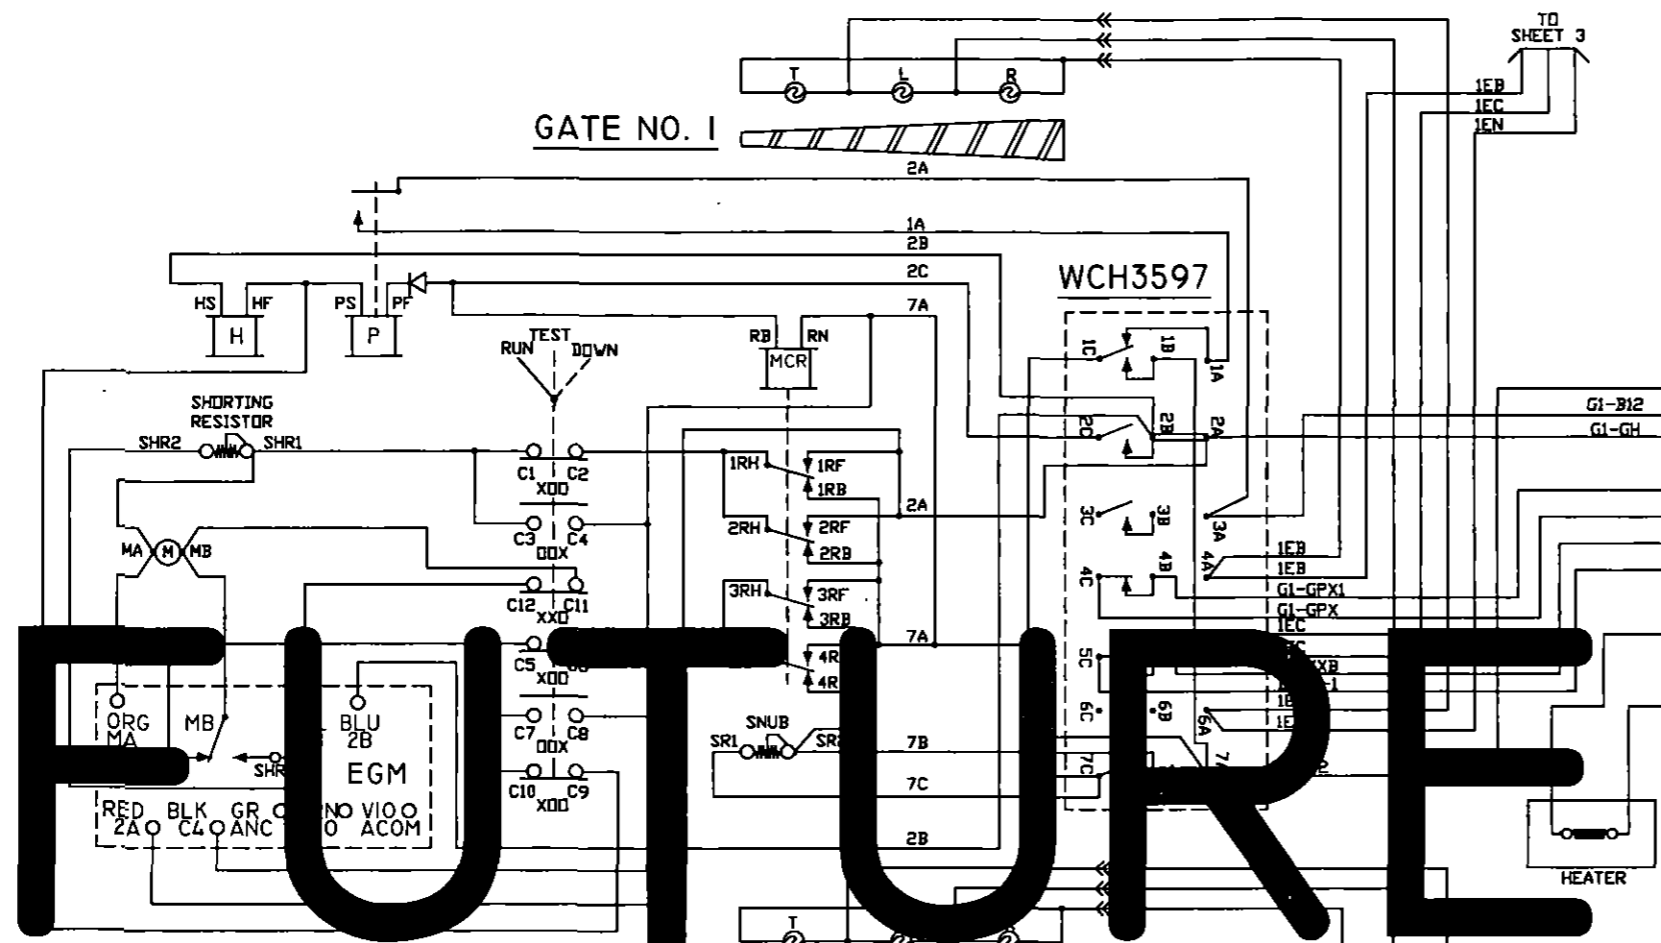 TO
SHEET 3
T L R
1EB
1EC
1EN
GATE NO. 1
2A
1A
2B
2C
WCH3597
HS HF PS PF
7A
H P
TEST
RUN DOWN
RB RN
MCR
1C 1B 1A
SHORTING
RESISTOR
SHR2 SHR1
G1-B12
2C 2B 2A
G1-GH
C1 C2
XOO
1RH 1RF
1RB
2A
3C 3B 3A
C3 C4
OOX
2RH 2RF
2RB
MA M MB
1EB
4C 4B 4A
1EB
C12 C11
XXO
3RH 3RF
3RB
G1-GPX1
G1-GPX
1EC
7A
FUTURE
C5
XOO
4R
4R
5C
ORG
MA
MB
BLU
2B
C7 C8
OOX
SNUB
SR1
6C 6B 6A
7B
7C
EGM
C10 C9
XOO
7C
RED BLK GR VIO
2A C4 ANC ACOM
2B
HEATER
T